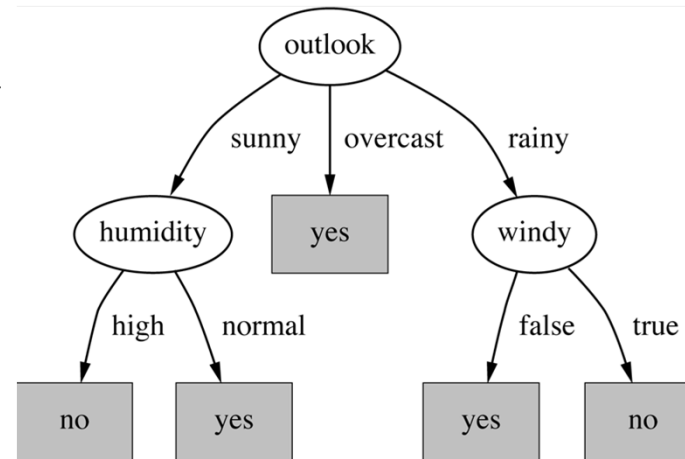 outlook
sunny overcast rainy
humidity yes windy
high normal false true
no yes yes no